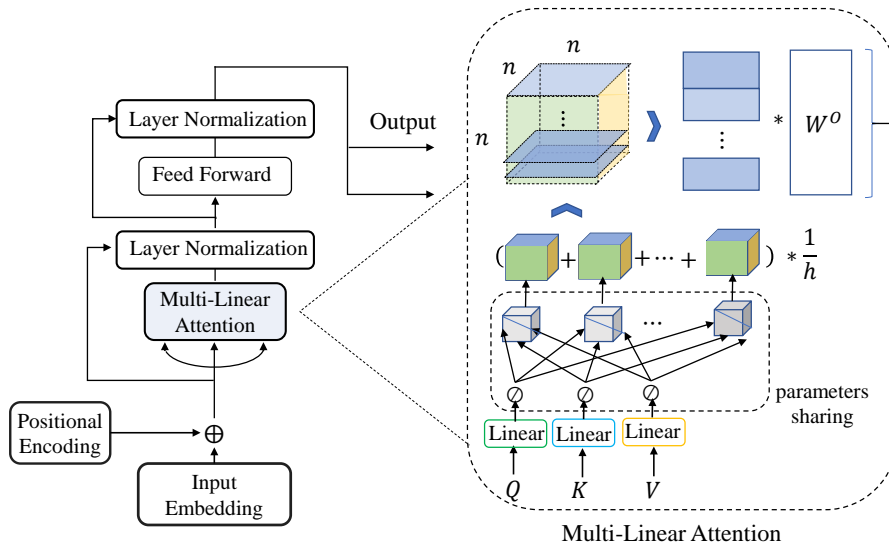 Layer Normalization
Feed Forward
Layer Normalization
Multi-Linear
Attention
Positional
Encoding
Input
Embedding
Output
n
n
n
⋮
*
W^O
⋮
( + + ⋯ + ) * 1/h
⋯
parameters
sharing
Linear Linear Linear
Q K V
Multi-Linear Attention